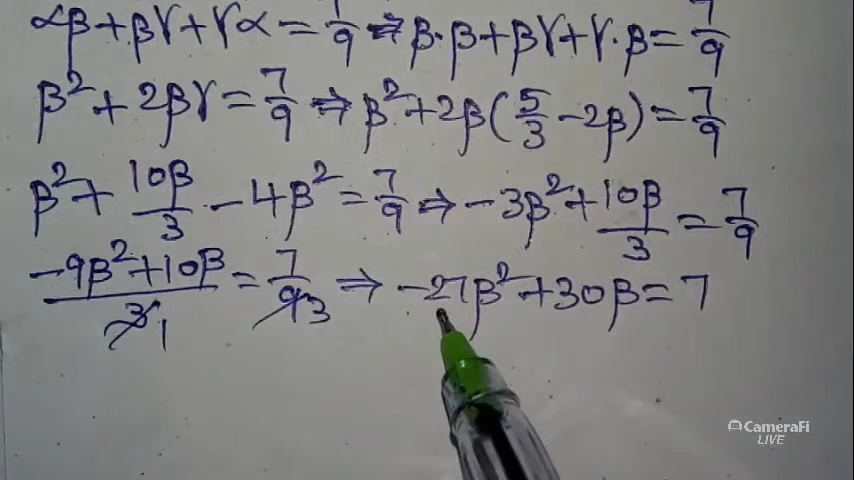 αβ+βγ+γα=7/9 ⇒ β·β+βγ+γ·β=7/9
β²+2βγ=7/9 ⇒ β²+2β(5/3-2β)=7/9
β²+10β/3-4β²=7/9 ⇒ -3β²+10β/3=7/9
-9β²+10β/3 1=7/9 3 ⇒ -27β²+30β=7
CameraFi
LIVE